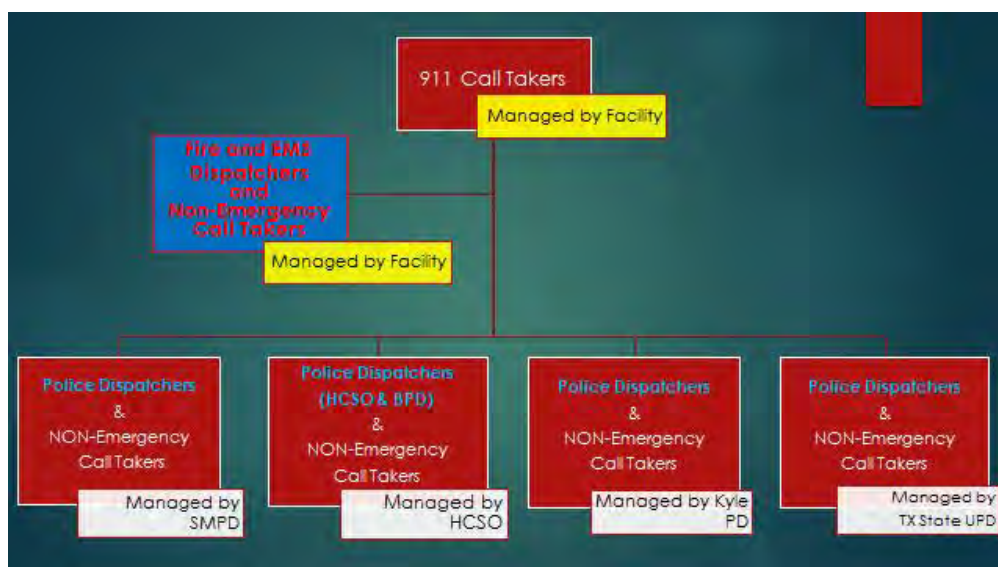 911 Call Takers
Managed by Facility
Fire and EMS
Dispatchers
and
Non-Emergency
Call Takers
Managed by Facility
Police Dispatchers
&
NON-Emergency
Call Takers
Managed by
SMPD
Police Dispatchers
(HCSO & BPD)
&
NON-Emergency
Call Takers
Managed by
HCSO
Police Dispatchers
&
NON-Emergency
Call Takers
Managed by Kyle
PD
Police Dispatchers
&
NON-Emergency
Call Takers
Managed by
TX State UPD